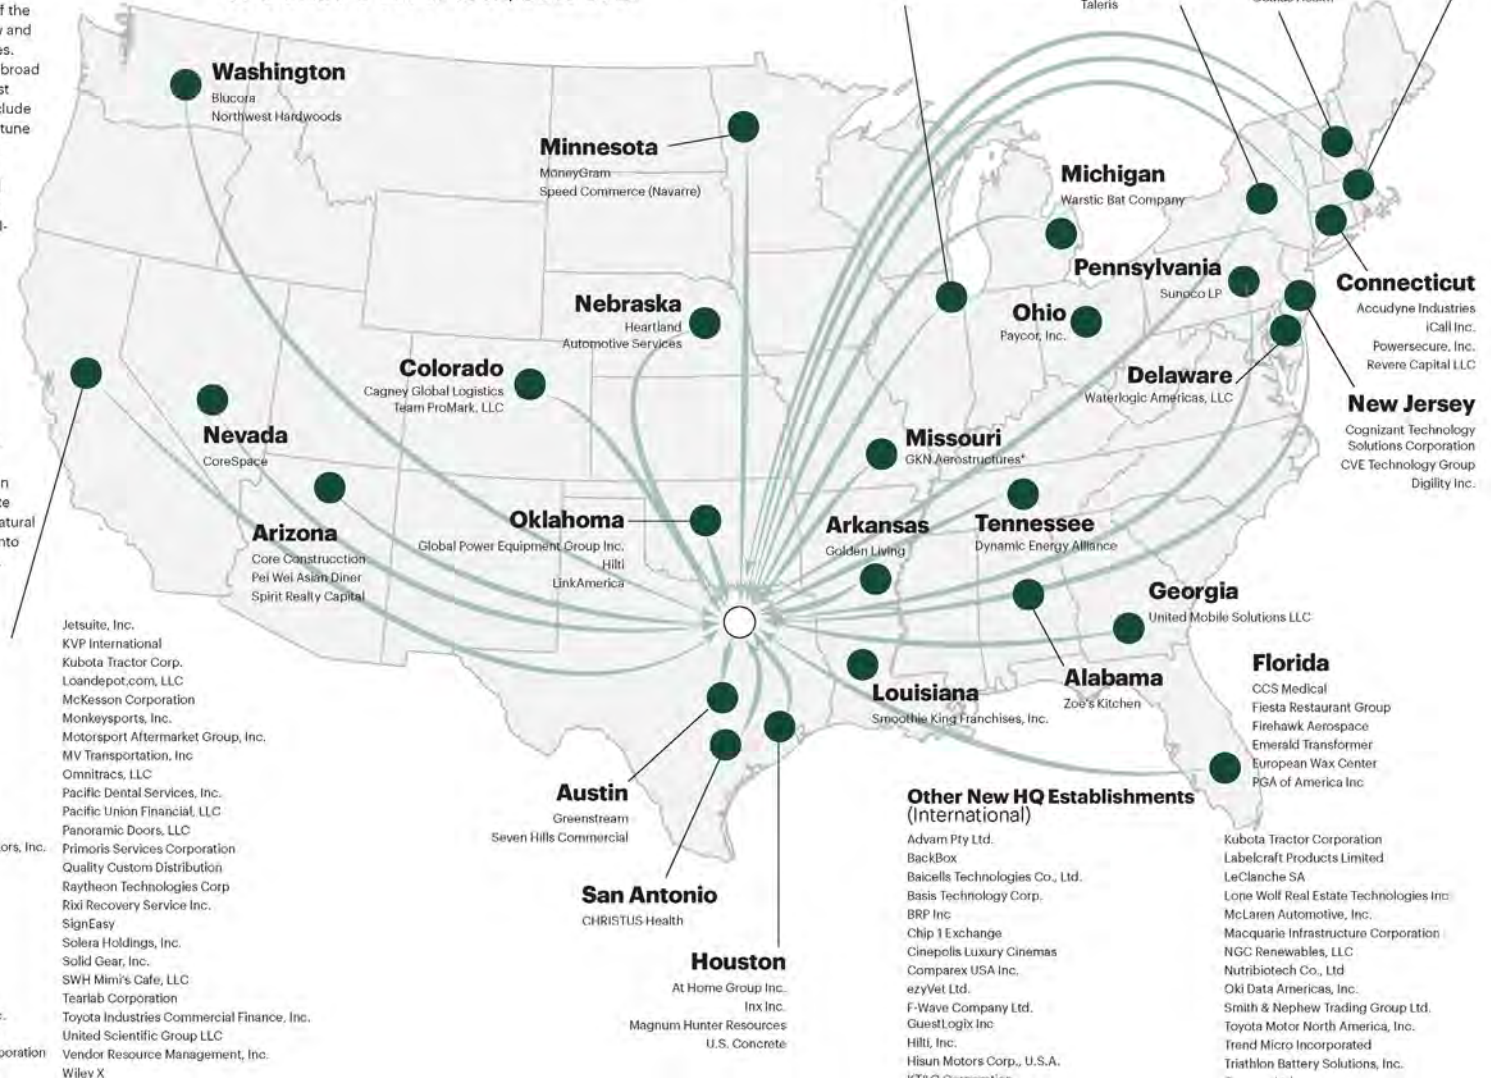 f the
and
es.
broad
st
clude
tune
l-
n
te
atural
nto
ors, Inc.
c.
poration
Taleris
Washington
Blucora
Northwest Hardwoods
Minnesota
MoneyGram
Speed Commerce (Navarre)
Michigan
Warstic Bat Company
Pennsylvania
Sunoco LP
Nebraska
Heartland
Automotive Services
Ohio
Paycor, Inc.
Connecticut
Accudyne Industries
iCall Inc.
Powersecure, Inc.
Revere Capital LLC
Colorado
Cagney Global Logistics
Team ProMark, LLC
Delaware
Waterlogic Americas, LLC
New Jersey
Cognizant Technology
Solutions Corporation
CVE Technology Group
Digility Inc.
Nevada
CoreSpace
Missouri
GKN Aerostructures*
Arizona
Core Construcction
Pei Wei Asian Diner
Spirit Realty Capital
Oklahoma
Global Power Equipment Group Inc.
Hilti
LinkAmerica
Arkansas
Golden Living
Tennessee
Dynamic Energy Alliance
Georgia
United Mobile Solutions LLC
Alabama
Zoe's Kitchen
Louisiana
Smoothie King Franchises, Inc.
Florida
CCS Medical
Fiesta Restaurant Group
Firehawk Aerospace
Emerald Transformer
European Wax Center
PGA of America Inc
Jetsuite, Inc.
KVP International
Kubota Tractor Corp.
Loandepot.com, LLC
McKesson Corporation
Monkeysports, Inc.
Motorsport Aftermarket Group, Inc.
MV Transportation, Inc
Omnitracs, LLC
Pacific Dental Services, Inc.
Pacific Union Financial, LLC
Panoramic Doors, LLC
Primoris Services Corporation
Quality Custom Distribution
Raytheon Technologies Corp
Rixi Recovery Service Inc.
SignEasy
Solera Holdings, Inc.
Solid Gear, Inc.
SWH Mimi's Cafe, LLC
Tearlab Corporation
Toyota Industries Commercial Finance, Inc.
United Scientific Group LLC
Vendor Resource Management, Inc.
Wiley X
Austin
Greenstream
Seven Hills Commercial
San Antonio
CHRISTUS Health
Houston
At Home Group Inc.
Inx Inc.
Magnum Hunter Resources
U.S. Concrete
Other New HQ Establishments
(International)
Advam Pty Ltd.
BackBox
Baicells Technologies Co., Ltd.
Basis Technology Corp.
BRP Inc
Chip 1 Exchange
Cinepolis Luxury Cinemas
Comparex USA Inc.
ezyVet Ltd.
F-Wave Company Ltd.
GuestLogix Inc
Hilti, Inc.
Hisun Motors Corp., U.S.A.
Kubota Tractor Corporation
Labelcraft Products Limited
LeClanche SA
Lone Wolf Real Estate Technologies Inc
McLaren Automotive, Inc.
Macquarie Infrastructure Corporation
NGC Renewables, LLC
Nutribiotech Co., Ltd
Oki Data Americas, Inc.
Smith & Nephew Trading Group Ltd.
Toyota Motor North America, Inc.
Trend Micro Incorporated
Triathlon Battery Solutions, Inc.